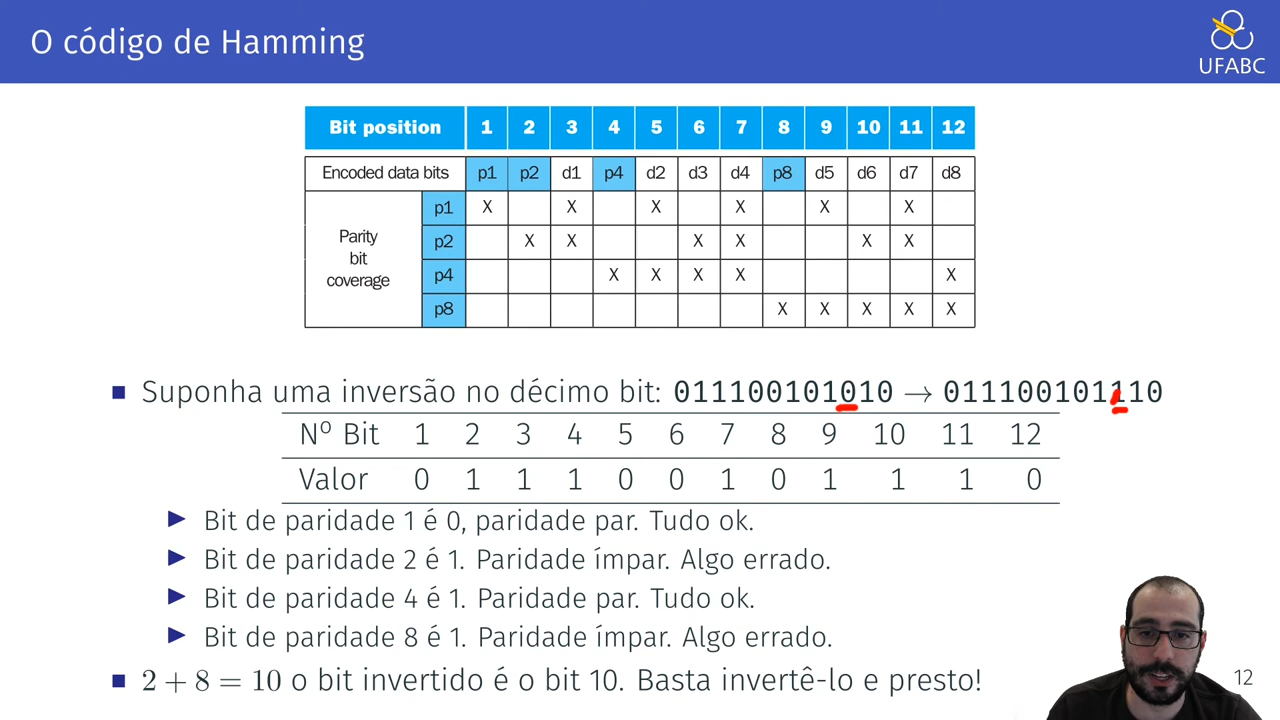 O código de Hamming
UFABC
Bit position 1 2 3 4 5 6 7 8 9 10 11 12
Encoded data bits p1 p2 d1 p4 d2 d3 d4 p8 d5 d6 d7 d8
Parity bit coverage
p1 X X X X X X
p2 X X X X X X
p4 X X X X X
p8 X X X X X
■ Suponha uma inversão no décimo bit: 011100101010 → 011100101110
Nº Bit 1 2 3 4 5 6 7 8 9 10 11 12
Valor 0 1 1 1 0 0 1 0 1 1 1 0
▶ Bit de paridade 1 é 0, paridade par. Tudo ok.
▶ Bit de paridade 2 é 1. Paridade ímpar. Algo errado.
▶ Bit de paridade 4 é 1. Paridade par. Tudo ok.
▶ Bit de paridade 8 é 1. Paridade ímpar. Algo errado.
■ 2 + 8 = 10 o bit invertido é o bit 10. Basta invertê-lo e presto!
12